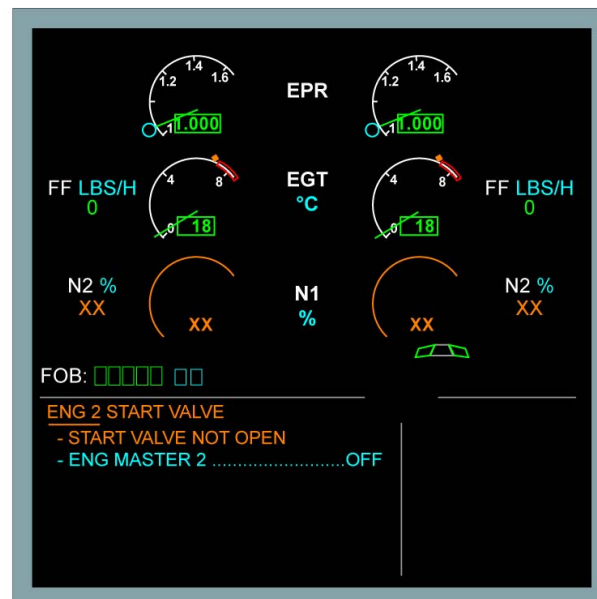 1.4 1.4
1.2 1.6 EPR 1.2 1.6
1 1.000 1 1.000
4 8 EGT 4 8
FF LBS/H °C FF LBS/H
0 0
0 18 0 18
N2 % N1 N2 %
XX XX
XX % XX
FOB:
ENG 2 START VALVE
- START VALVE NOT OPEN
- ENG MASTER 2 ..........................OFF